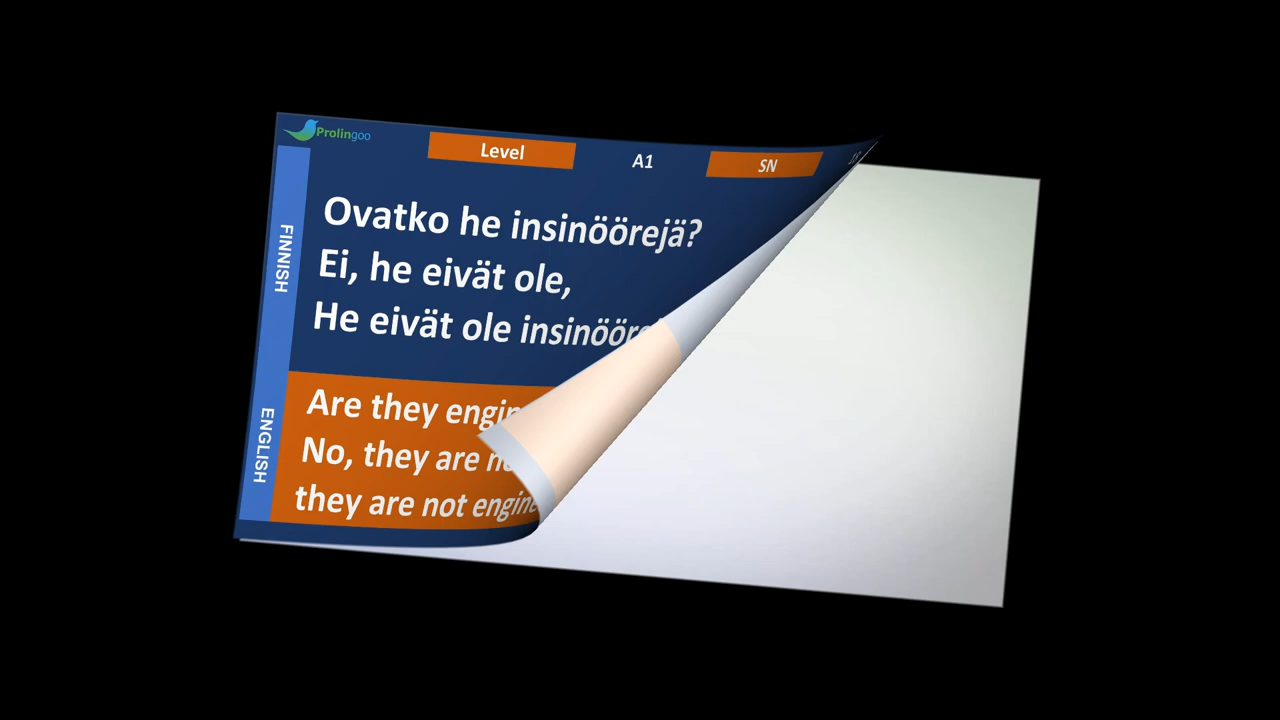 Prolingoo
Level
A1
SN
FINNISH
Ovatko he insinöörejä?
Ei, he eivät ole,
He eivät ole
ENGLISH
Are they
No, they are
they are not